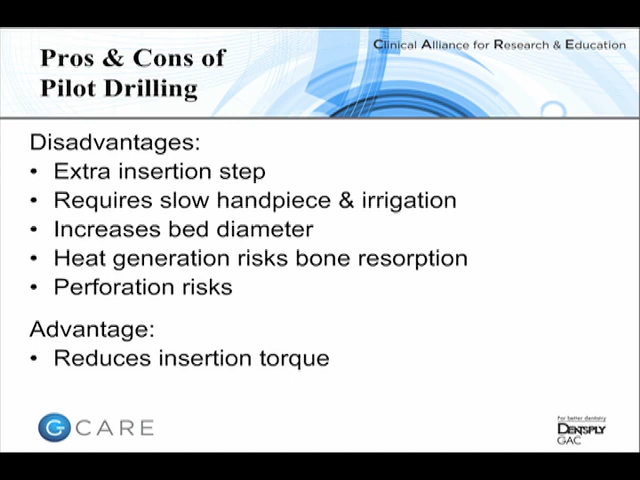 Clinical Alliance for Research & Education
Pros & Cons of
Pilot Drilling
Disadvantages:
• Extra insertion step
• Requires slow handpiece & irrigation
• Increases bed diameter
• Heat generation risks bone resorption
• Perforation risks
Advantage:
• Reduces insertion torque
G CARE
For better dentistry
DENTSPLY
GAC